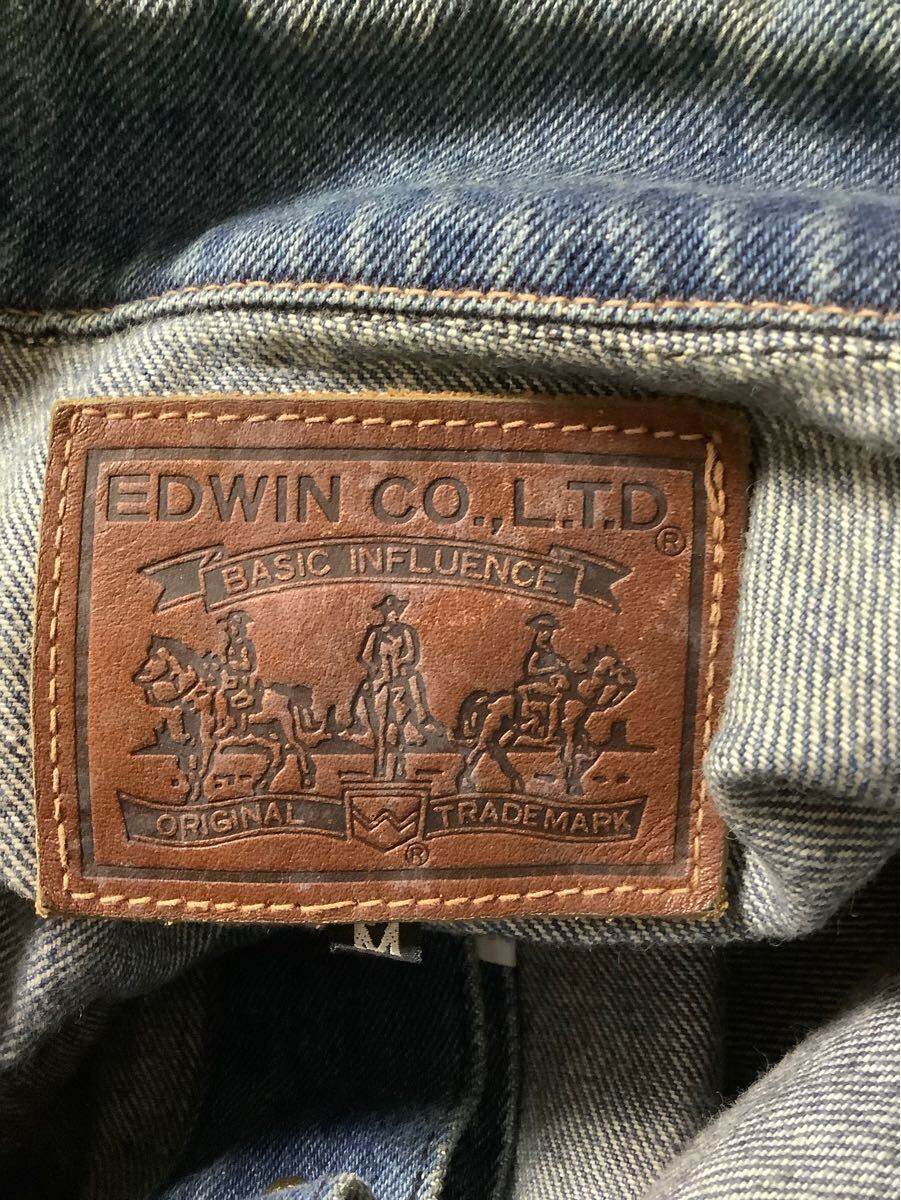 EDWIN CO., L.T.D.®
BASIC INFLUENCE
ORIGINAL W TRADEMARK
®
M